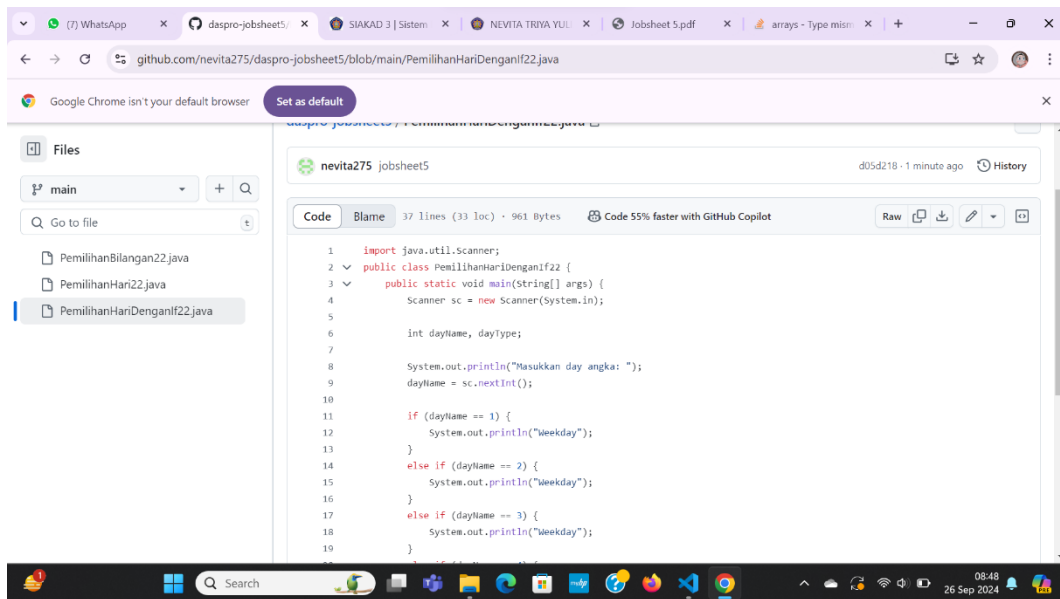 (7) WhatsApp
daspro-jobsheet5/
SIAKAD 3 | Sistem
NEVITA TRIYA YUL
Jobsheet 5.pdf
arrays - Type mism
github.com/nevita275/daspro-jobsheet5/blob/main/PemilihanHariDenganIf22.java
Google Chrome isn't your default browser
Set as default
daspro-jobsheet5 / PemilihanHariDenganIf22.java
Files
nevita275 jobsheet5
d05d218 · 1 minute ago
History
main
Go to file
t
Code Blame 37 lines (33 loc) · 961 Bytes
Code 55% faster with GitHub Copilot
Raw
PemilihanBilangan22.java
PemilihanHari22.java
PemilihanHariDenganIf22.java
1 import java.util.Scanner;
2 public class PemilihanHariDenganIf22 {
3 public static void main(String[] args) {
4 Scanner sc = new Scanner(System.in);
5
6 int dayName, dayType;
7
8 System.out.println("Masukkan day angka: ");
9 dayName = sc.nextInt();
10
11 if (dayName == 1) {
12 System.out.println("Weekday");
13 }
14 else if (dayName == 2) {
15 System.out.println("Weekday");
16 }
17 else if (dayName == 3) {
18 System.out.println("Weekday");
19 }
1
Search
mdp
PRE
08:48
26 Sep 2024